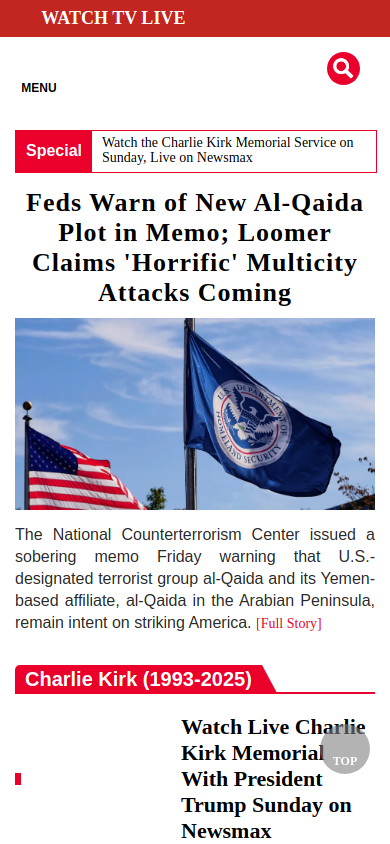 WATCH TV LIVE
MENU
Special
Watch the Charlie Kirk Memorial Service on
Sunday, Live on Newsmax
Feds Warn of New Al-Qaida
Plot in Memo; Loomer
Claims 'Horrific' Multicity
Attacks Coming
U.S. DEPARTMENT OF
HOMELAND SECURITY
The National Counterterrorism Center issued a
sobering memo Friday warning that U.S.-
designated terrorist group al-Qaida and its Yemen-
based affiliate, al-Qaida in the Arabian Peninsula,
remain intent on striking America. [Full Story]
Charlie Kirk (1993-2025)
Watch Live Charlie
Kirk Memorial
With President
Trump Sunday on
Newsmax
TOP